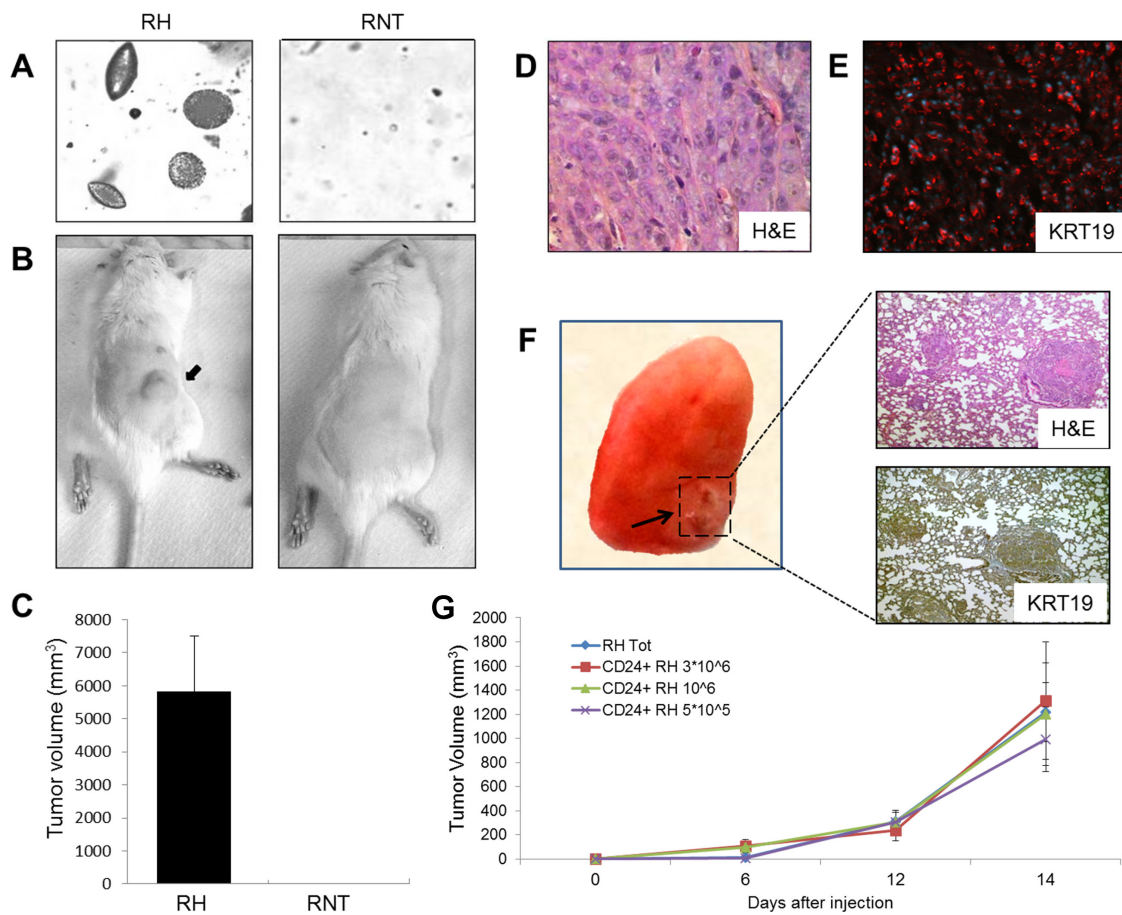 RH
RNT
A
B
C
Tumor volume (mm³)
8000
7000
6000
5000
4000
3000
2000
1000
0
RH
RNT
D
H&E
E
KRT19
F
H&E
KRT19
G
Tumor Volume (mm³)
2000
1800
1600
1400
1200
1000
800
600
400
200
0
RH Tot
CD24+ RH 3*10^6
CD24+ RH 10^6
CD24+ RH 5*10^5
0
6
12
14
Days after injection